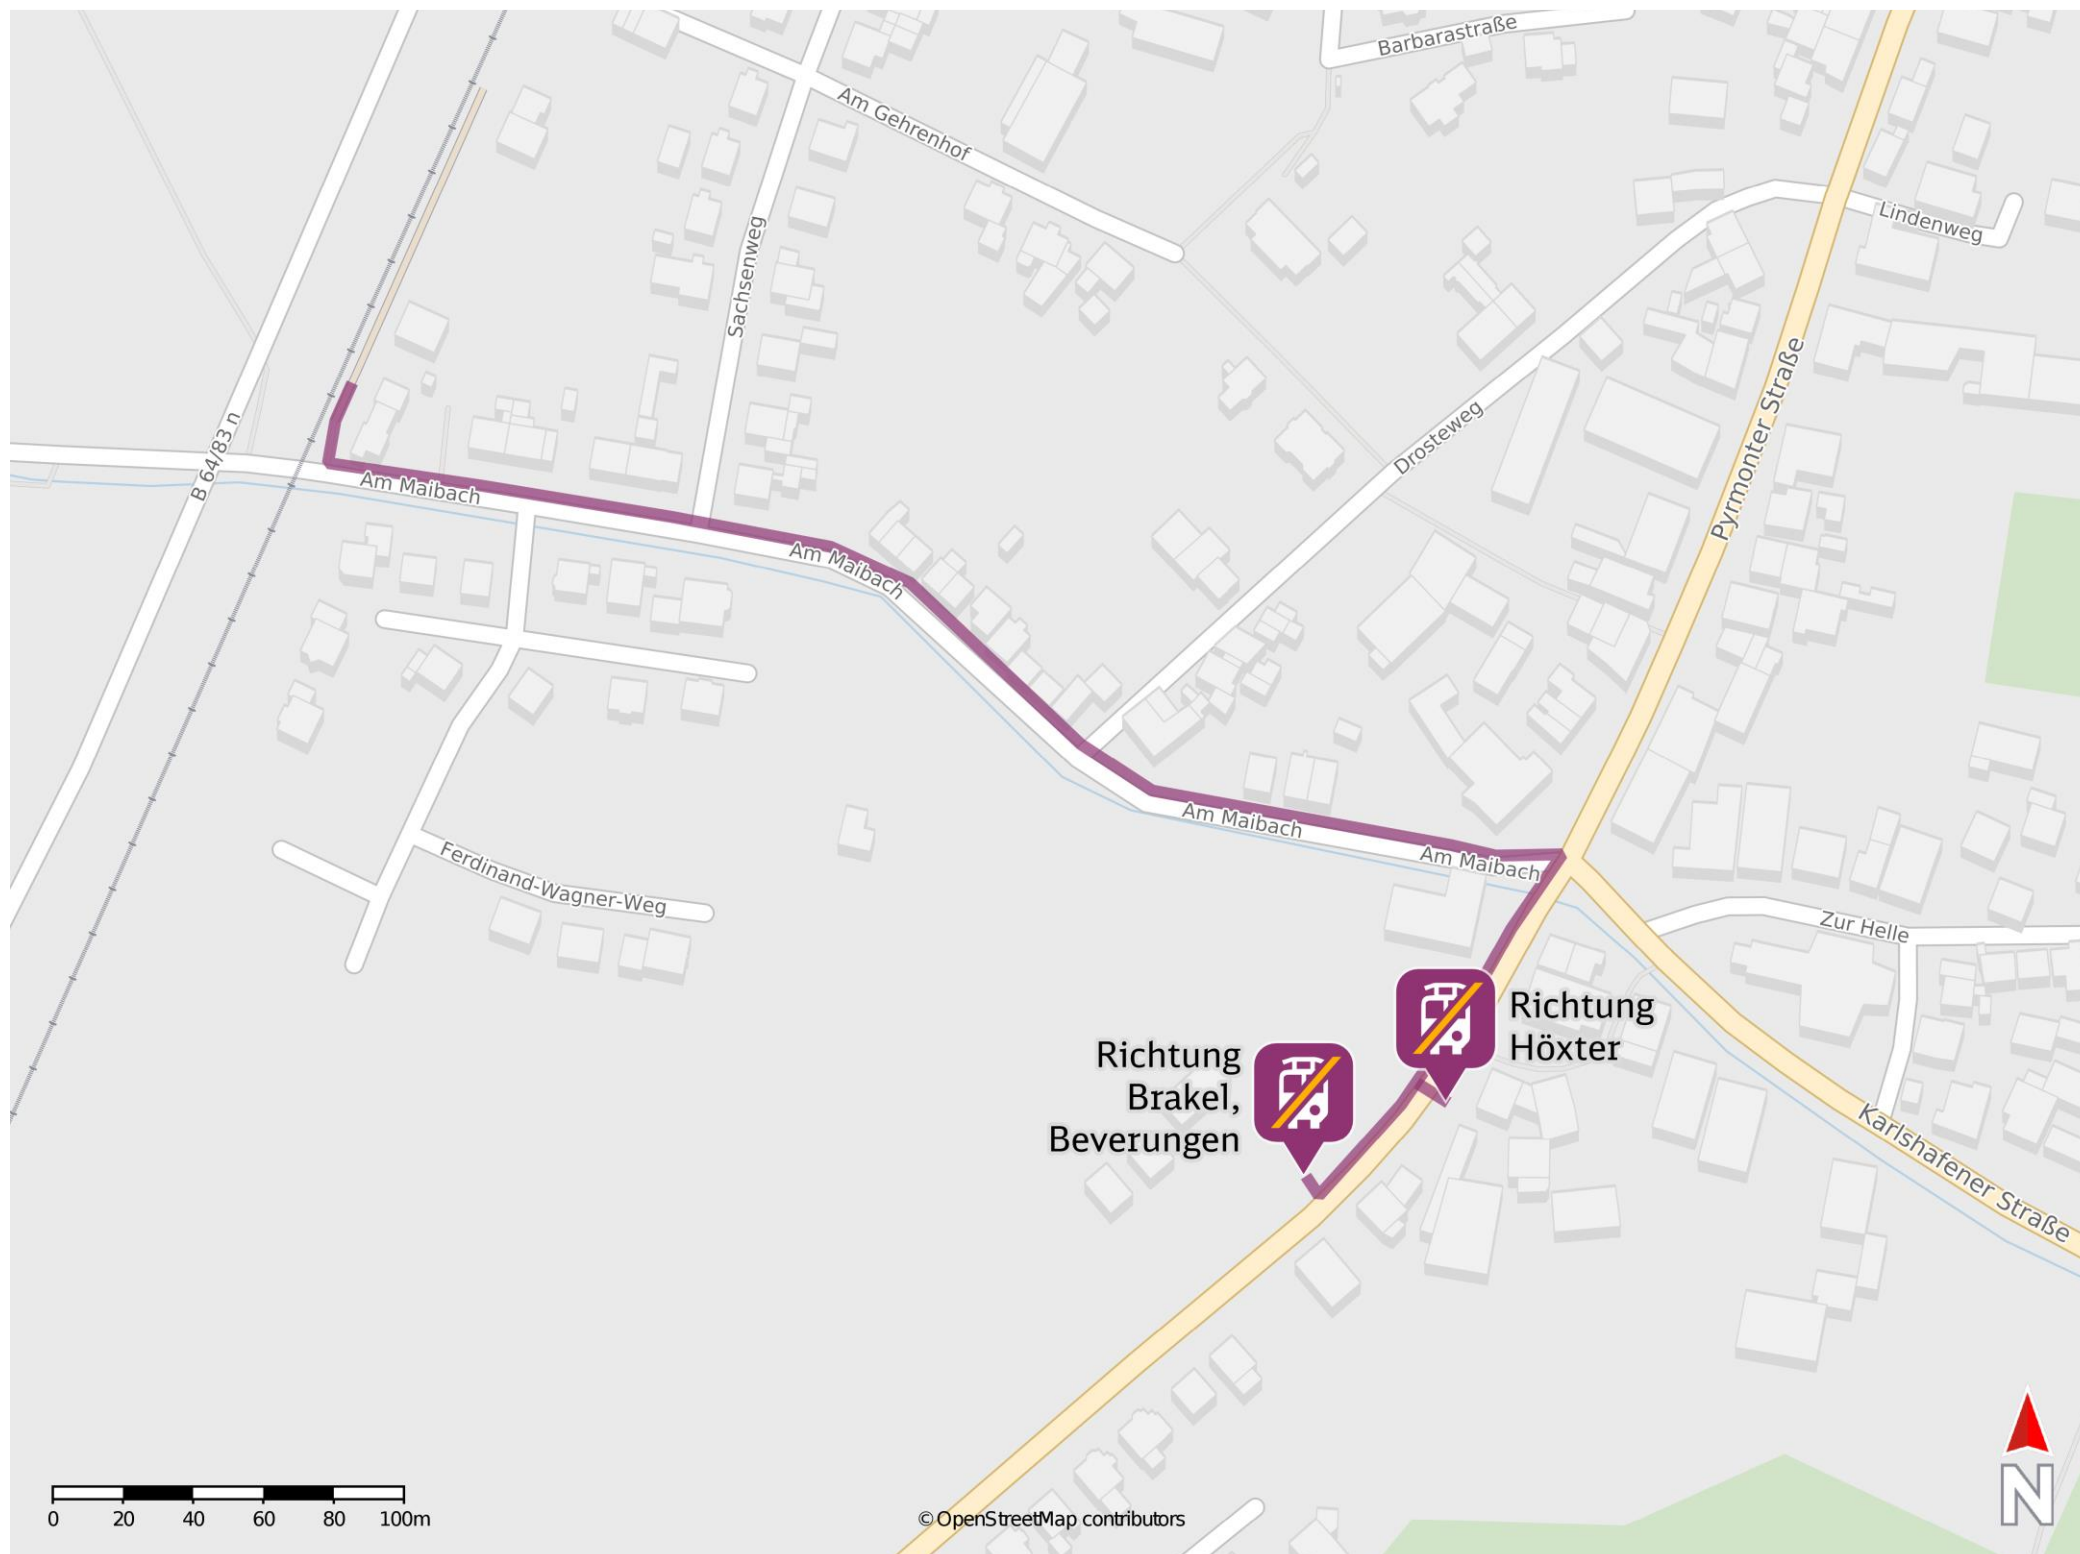 Barbarastraße
Am Gehrenhof
Lindenweg
Sachsenweg
Pyrmonter Straße
Drosteweg
B 64/83 n
Am Maibach
Am Maibach
Am Maibach
Am Maibach
Ferdinand-Wagner-Weg
Zur Helle
Richtung
Höxter
Richtung
Brakel,
Beverungen
Karlshafener Straße
N
0 20 40 60 80 100m
© OpenStreetMap contributors